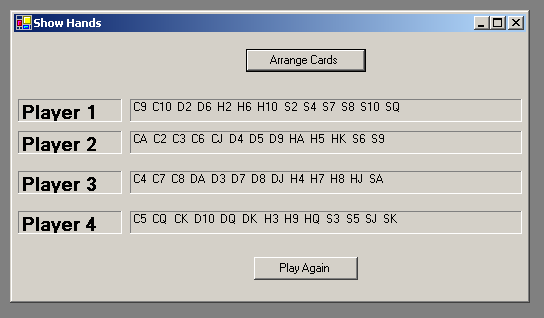 Show Hands
Arrange Cards
Player 1 C9 C10 D2 D6 H2 H6 H10 S2 S4 S7 S8 S10 SQ
Player 2 CA C2 C3 C6 CJ D4 D5 D9 HA H5 HK S6 S9
Player 3 C4 C7 C8 DA D3 D7 D8 DJ H4 H7 H8 HJ SA
Player 4 C5 CQ CK D10 DQ DK H3 H9 HQ S3 S5 SJ SK
Play Again